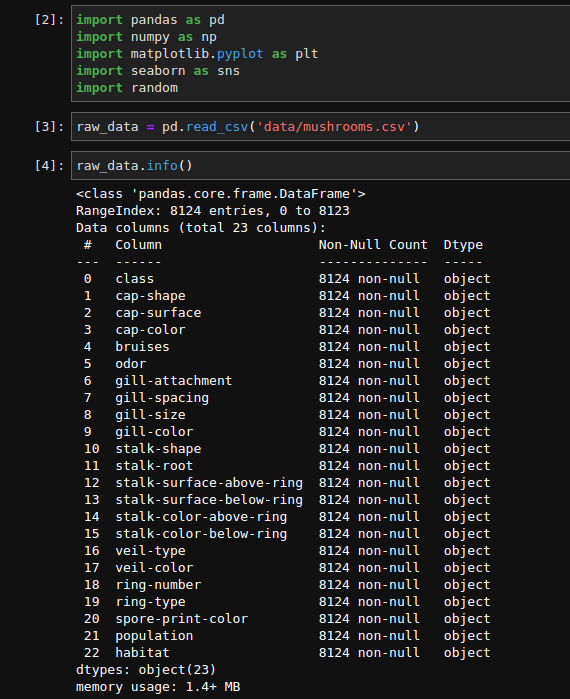 [2]: import pandas as pd
import numpy as np
import matplotlib.pyplot as plt
import seaborn as sns
import random
[3]: raw_data = pd.read_csv('data/mushrooms.csv')
[4]: raw_data.info()
<class 'pandas.core.frame.DataFrame'>
RangeIndex: 8124 entries, 0 to 8123
Data columns (total 23 columns):
 #   Column                    Non-Null Count  Dtype
---  ------                    --------------  -----
 0   class                     8124 non-null   object
 1   cap-shape                 8124 non-null   object
 2   cap-surface               8124 non-null   object
 3   cap-color                 8124 non-null   object
 4   bruises                   8124 non-null   object
 5   odor                      8124 non-null   object
 6   gill-attachment           8124 non-null   object
 7   gill-spacing              8124 non-null   object
 8   gill-size                 8124 non-null   object
 9   gill-color                8124 non-null   object
 10  stalk-shape               8124 non-null   object
 11  stalk-root                8124 non-null   object
 12  stalk-surface-above-ring  8124 non-null   object
 13  stalk-surface-below-ring  8124 non-null   object
 14  stalk-color-above-ring    8124 non-null   object
 15  stalk-color-below-ring    8124 non-null   object
 16  veil-type                 8124 non-null   object
 17  veil-color                8124 non-null   object
 18  ring-number               8124 non-null   object
 19  ring-type                 8124 non-null   object
 20  spore-print-color         8124 non-null   object
 21  population                8124 non-null   object
 22  habitat                   8124 non-null   object
dtypes: object(23)
memory usage: 1.4+ MB